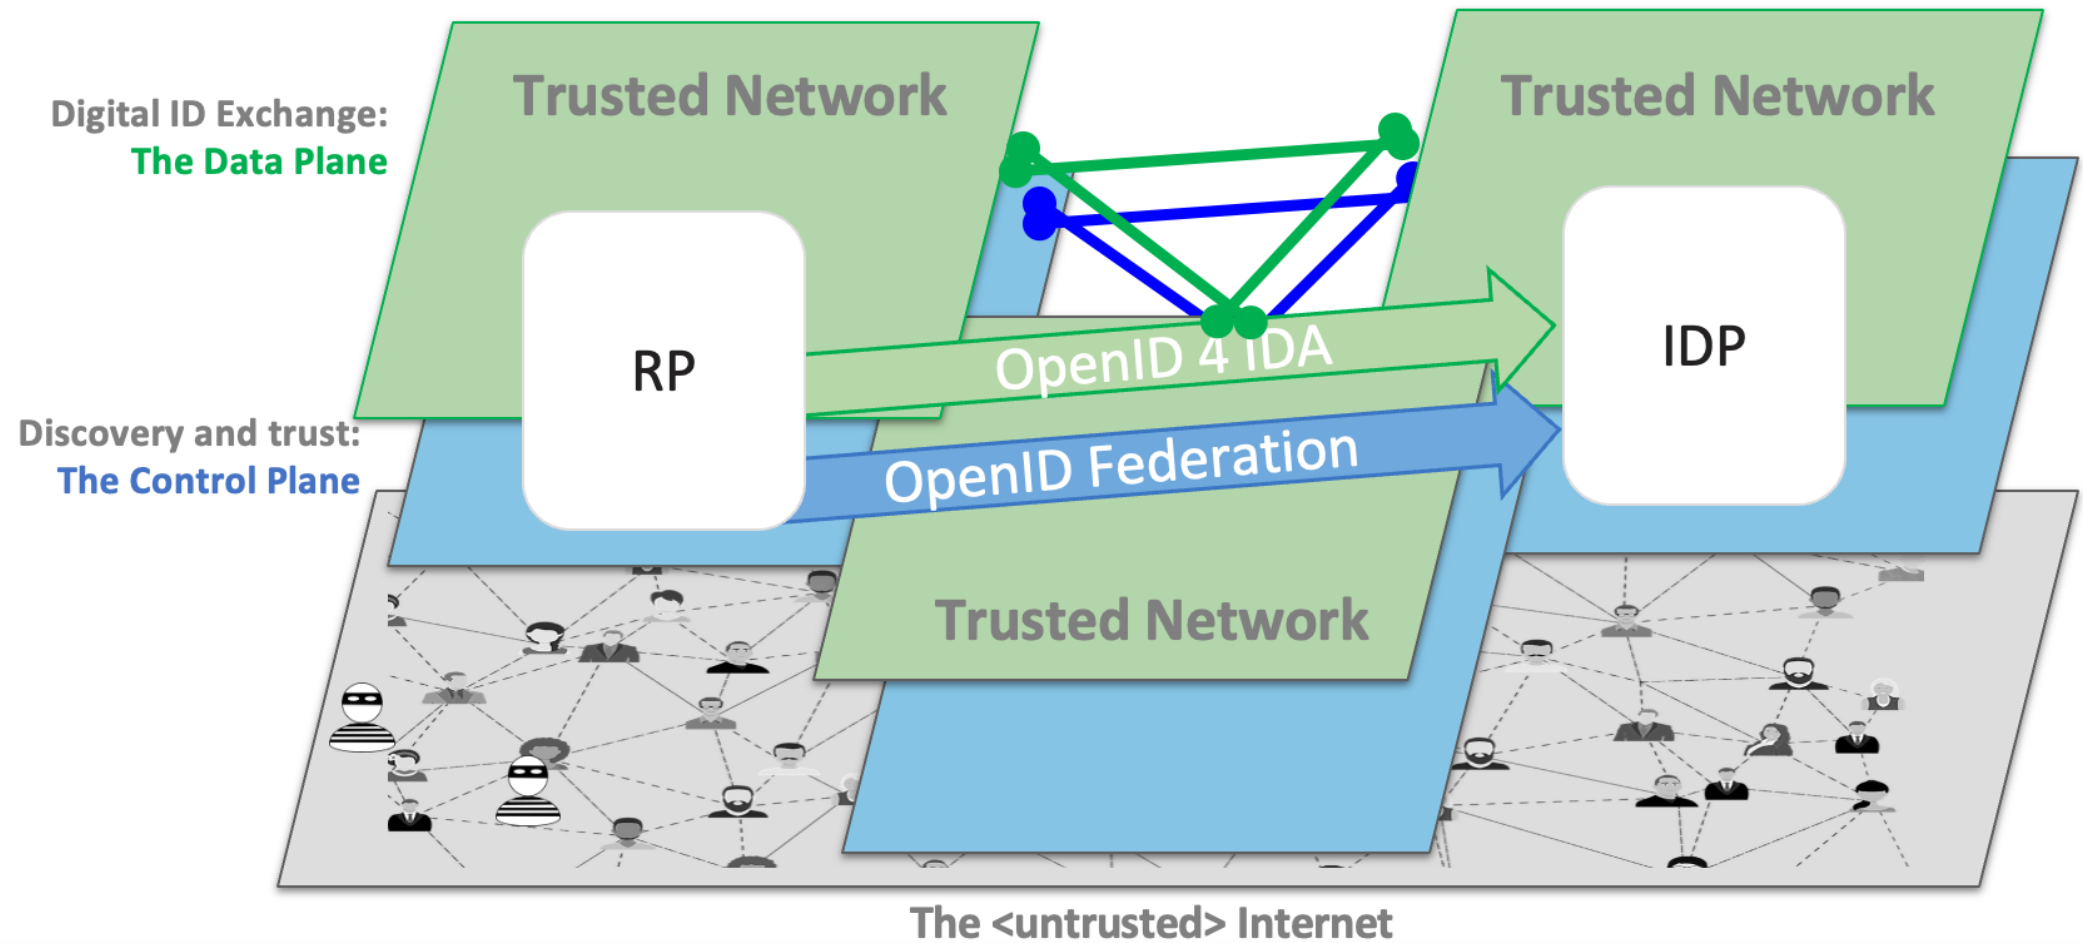 Trusted Network
Trusted Network
Digital ID Exchange:
The Data Plane
RP
IDP
OpenID 4 IDA
Discovery and trust:
The Control Plane
OpenID Federation
Trusted Network
The <untrusted> Internet